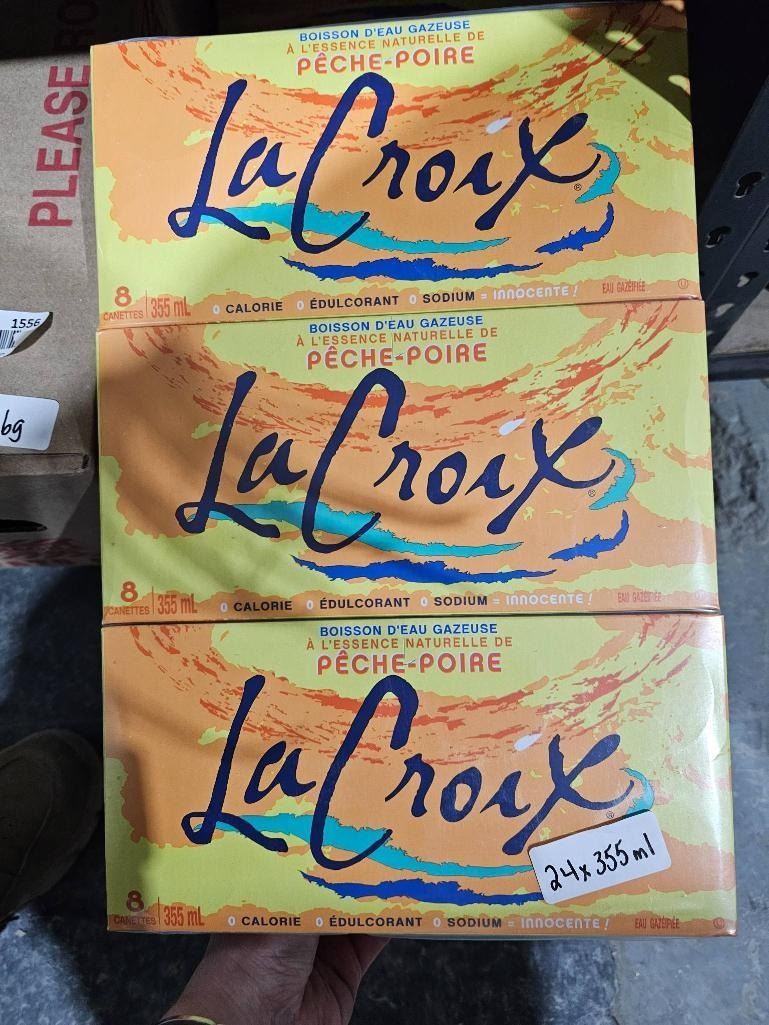 PLEASE
1556
6g
BOISSON D'EAU GAZEUSE
À L'ESSENCE NATURELLE DE
PÊCHE-POIRE
LaCroix®
8 CANETTES 355 mL
0 CALORIE 0 ÉDULCORANT 0 SODIUM = INNOCENTE!
EAU GAZÉIFIÉE
BOISSON D'EAU GAZEUSE
À L'ESSENCE NATURELLE DE
PÊCHE-POIRE
LaCroix®
8 CANETTES 355 mL
0 CALORIE 0 ÉDULCORANT 0 SODIUM = INNOCENTE!
EAU GAZÉIFIÉE
BOISSON D'EAU GAZEUSE
À L'ESSENCE NATURELLE DE
PÊCHE-POIRE
LaCroix®
24x355ml
8 CANETTES 355 mL
0 CALORIE 0 ÉDULCORANT 0 SODIUM = INNOCENTE!
EAU GAZÉIFIÉE